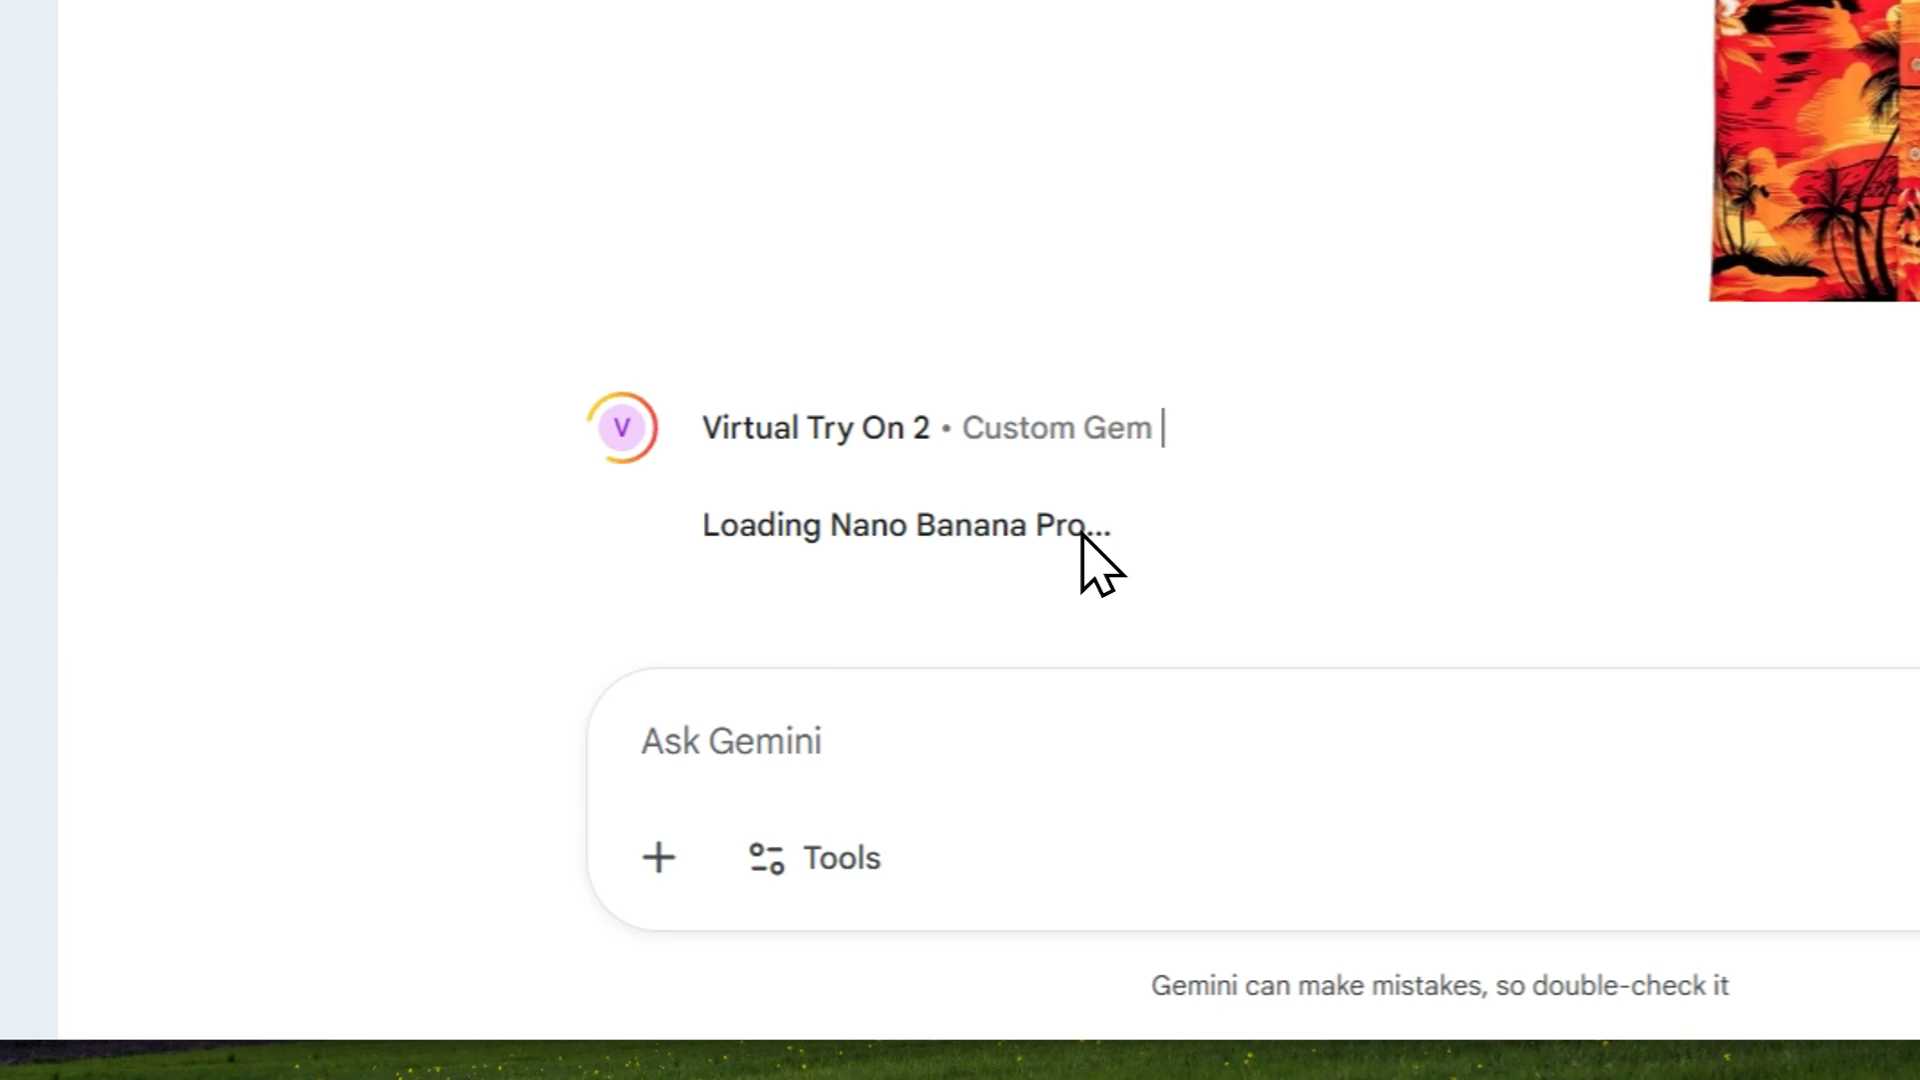 V
Virtual Try On 2 • Custom Gem
Loading Nano Banana Pro...
Ask Gemini
Tools
Gemini can make mistakes, so double-check it